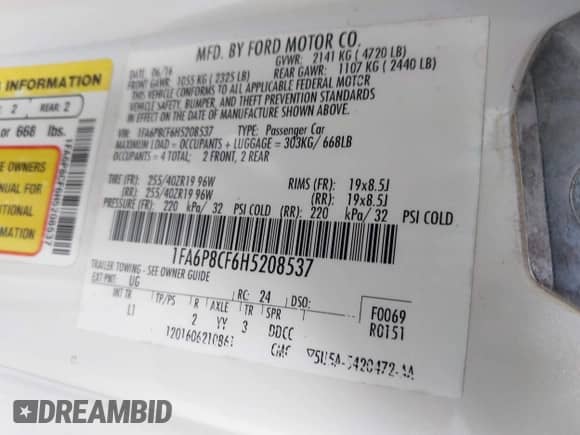 MFD. BY FORD MOTOR CO.
DATE: 06/16
GVWR: 2141 KG ( 4720 LB)
FRONT GAWR: 1055 KG ( 2325 LB)
REAR GAWR: 1107 KG ( 2440 LB)
THIS VEHICLE CONFORMS TO ALL APPLICABLE FEDERAL MOTOR
VEHICLE SAFETY, BUMPER, AND THEFT PREVENTION STANDARDS
IN EFFECT ON THE DATE OF MANUFACTURE SHOWN ABOVE.
VIN: 1FA6P8CF6H5208537 TYPE: Passenger Car
MAXIMUM LOAD = OCCUPANTS + LUGGAGE = 303KG/ 668LB
OCCUPANTS = 4 TOTAL; 2 FRONT, 2 REAR
TIRE (FR): 255/40ZR19 96W RIMS (FR): 19x8.5J
(RR): 255/40ZR19 96W (RR): 19x8.5J
PRESSURE (FR): 220 kPa/ 32 PSI COLD (RR): 220 kPa/ 32 PSI COLD
1FA6P8CF6H5208537
TRAILER TOWING - SEE OWNER GUIDE
EXT PNT: UG RC: 24 DSO:
INT TR TP/PS R AXLE TR SPR
LI 2 YY 3 DDCC
F0069
R0151
INFORMATION
: 2 REAR: 2
or 668 lbs.
1FA6P8CF6H5208537
EE OWNERS
ANUAL FOR
DITIONAL
ORMATION
DREAMBID